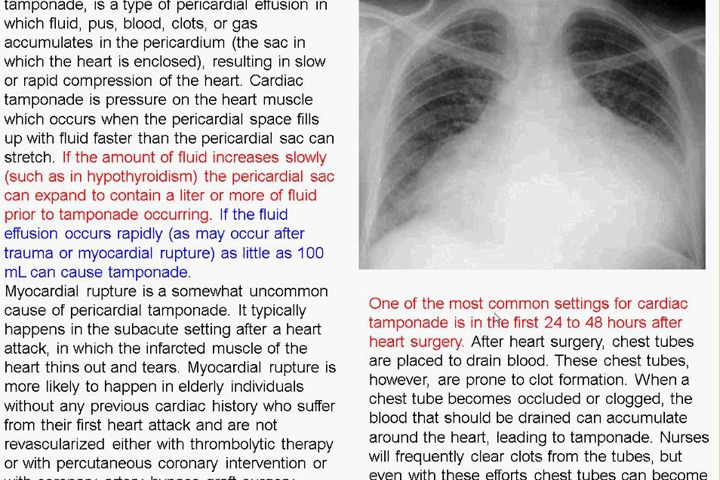 tamponade, is a type of pericardial effusion in
which fluid, pus, blood, clots, or gas
accumulates in the pericardium (the sac in
which the heart is enclosed), resulting in slow
or rapid compression of the heart. Cardiac
tamponade is pressure on the heart muscle
which occurs when the pericardial space fills
up with fluid faster than the pericardial sac can
stretch. If the amount of fluid increases slowly
(such as in hypothyroidism) the pericardial sac
can expand to contain a liter or more of fluid
prior to tamponade occurring. If the fluid
effusion occurs rapidly (as may occur after
trauma or myocardial rupture) as little as 100
mL can cause tamponade.
Myocardial rupture is a somewhat uncommon
cause of pericardial tamponade. It typically
happens in the subacute setting after a heart
attack, in which the infarcted muscle of the
heart thins out and tears. Myocardial rupture is
more likely to happen in elderly individuals
without any previous cardiac history who suffer
from their first heart attack and are not
revascularized either with thrombolytic therapy
or with percutaneous coronary intervention or
with coronary artery bypass graft surgery.
One of the most common settings for cardiac
tamponade is in the first 24 to 48 hours after
heart surgery. After heart surgery, chest tubes
are placed to drain blood. These chest tubes,
however, are prone to clot formation. When a
chest tube becomes occluded or clogged, the
blood that should be drained can accumulate
around the heart, leading to tamponade. Nurses
will frequently clear clots from the tubes, but
even with these efforts chest tubes can become